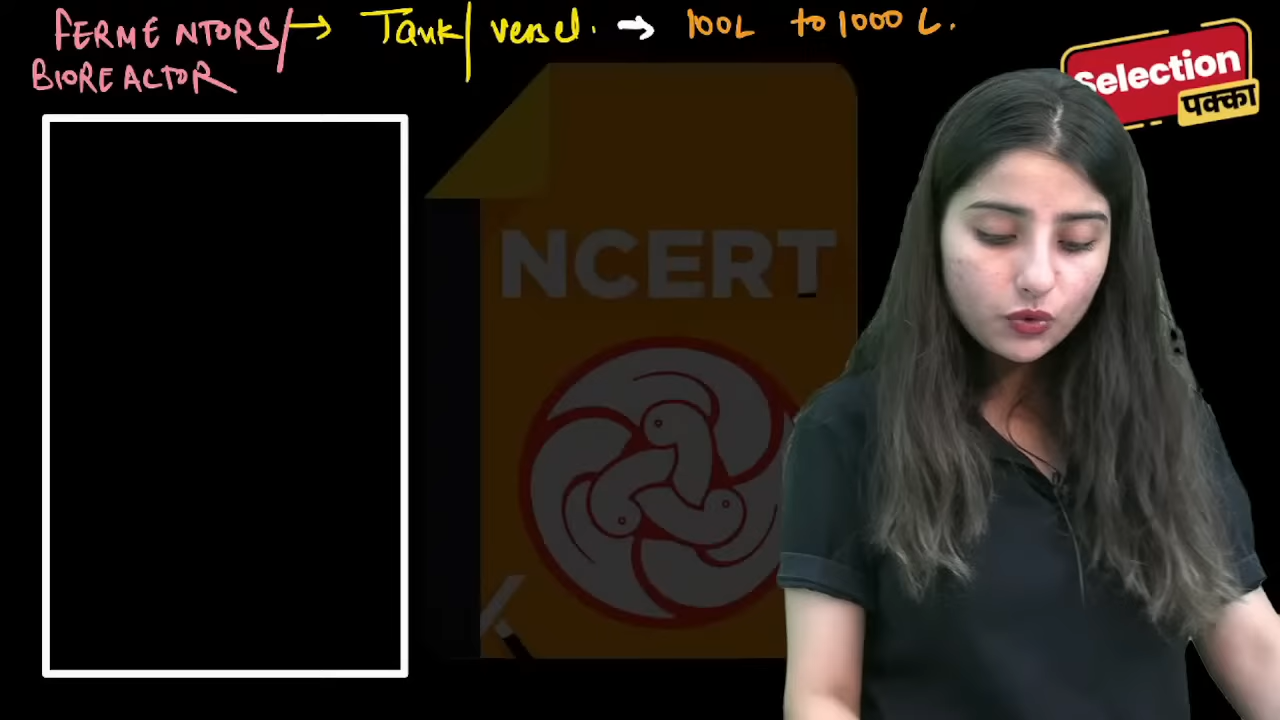 FERMENTORS/ → Tank/ vessel. → 100L to 1000 L.
BIOREACTOR
Selection
पक्का
NCERT